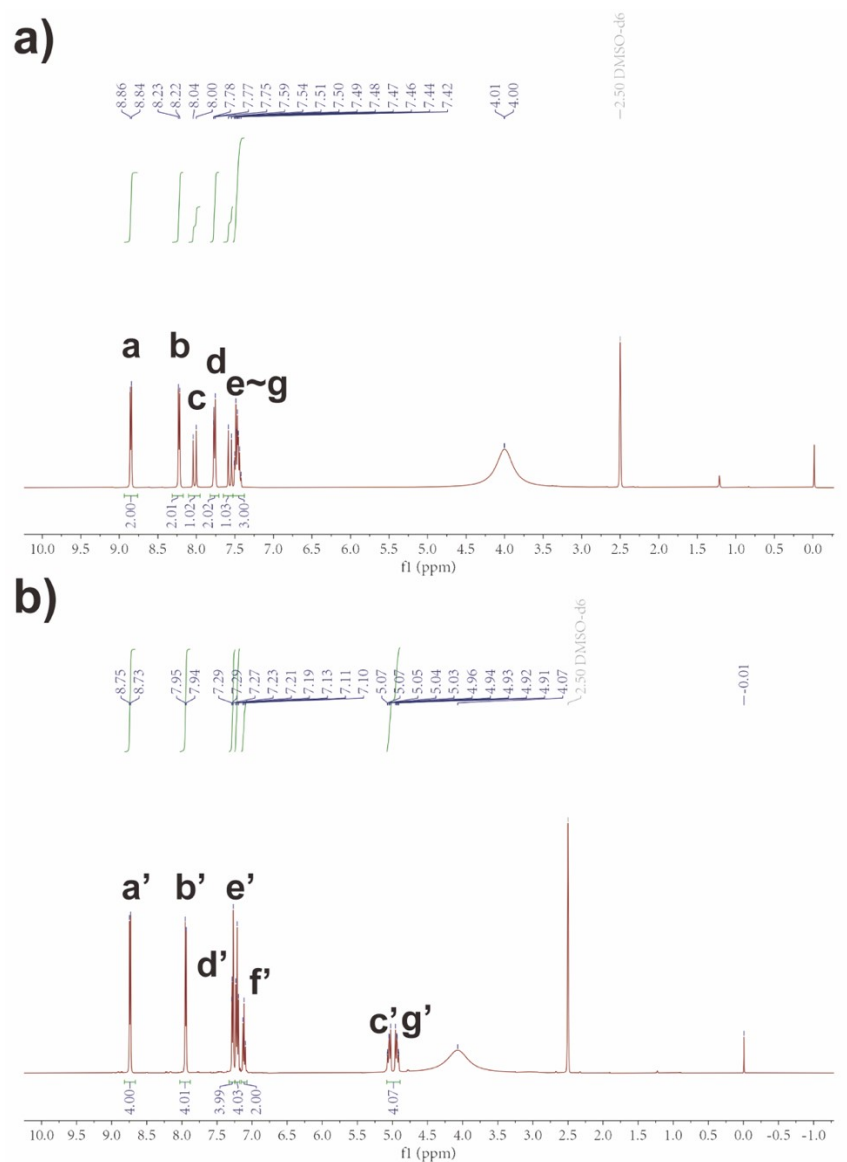 a)
8.86 8.84 8.23 8.22 8.04 8.00 7.78 7.77 7.75 7.59 7.54 7.51 7.50 7.49 7.48 7.47 7.46 7.44 7.42 4.01 4.00 2.50 DMSO-d6
a b c d e~g
2.00 2.01 1.02 2.02 1.03 3.00
10.0 9.5 9.0 8.5 8.0 7.5 7.0 6.5 6.0 5.5 5.0 4.5 4.0 3.5 3.0 2.5 2.0 1.5 1.0 0.5 0.0
f1 (ppm)
b)
8.75 8.73 7.95 7.94 7.29 7.29 7.27 7.23 7.21 7.19 7.13 7.11 7.10 5.07 5.07 5.05 5.04 5.03 4.96 4.94 4.93 4.92 4.91 4.07 2.50 DMSO-d6 -0.01
a' b' d' e' f' c' g'
4.00 4.01 3.99 4.03 2.00 4.07
10.0 9.5 9.0 8.5 8.0 7.5 7.0 6.5 6.0 5.5 5.0 4.5 4.0 3.5 3.0 2.5 2.0 1.5 1.0 0.5 0.0 -0.5 -1.0
f1 (ppm)